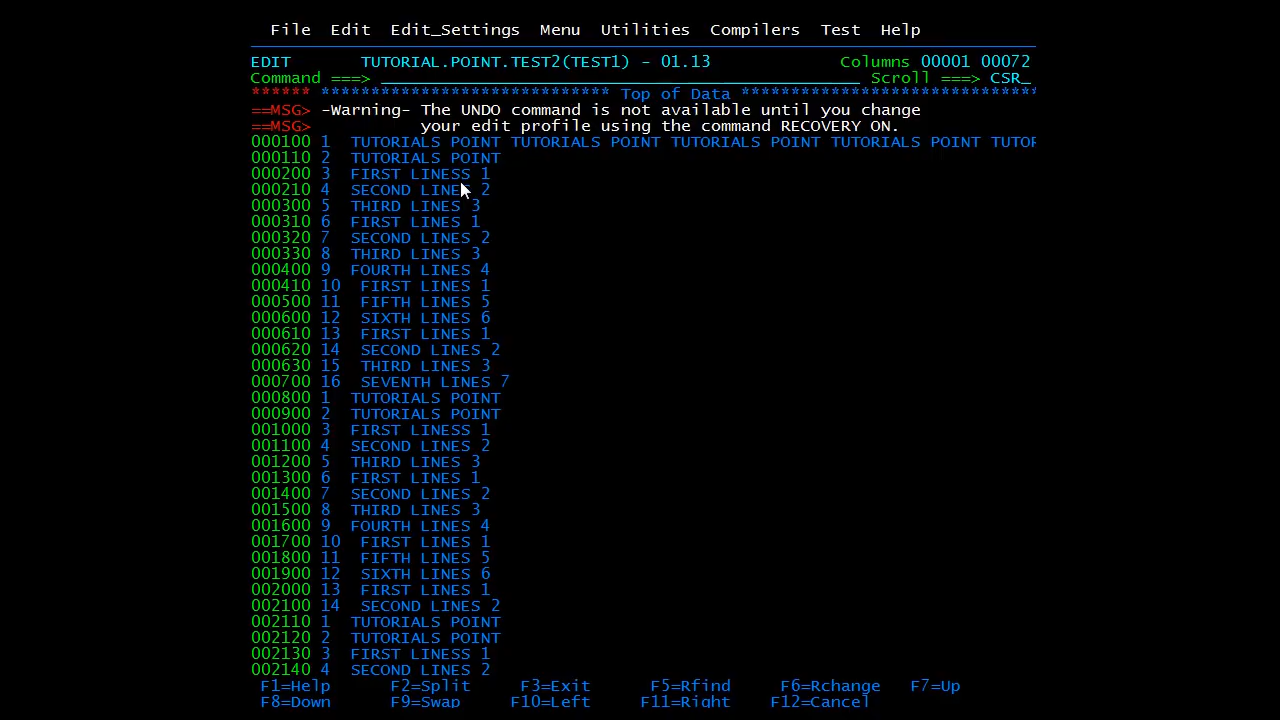 File Edit Edit_Settings Menu Utilities Compilers Test Help
EDIT TUTORIAL.POINT.TEST2(TEST1) - 01.13 Columns 00001 00072
Command ===> Scroll ===> CSR_
****** **************************** Top of Data ******************************
==MSG> -Warning- The UNDO command is not available until you change
==MSG> your edit profile using the command RECOVERY ON.
000100 1 TUTORIALS POINT TUTORIALS POINT TUTORIALS POINT TUTORIALS POINT TUTOR
000110 2 TUTORIALS POINT
000200 3 FIRST LINESS 1
000210 4 SECOND LINES 2
000300 5 THIRD LINES 3
000310 6 FIRST LINES 1
000320 7 SECOND LINES 2
000330 8 THIRD LINES 3
000400 9 FOURTH LINES 4
000410 10 FIRST LINES 1
000500 11 FIFTH LINES 5
000600 12 SIXTH LINES 6
000610 13 FIRST LINES 1
000620 14 SECOND LINES 2
000630 15 THIRD LINES 3
000700 16 SEVENTH LINES 7
000800 1 TUTORIALS POINT
000900 2 TUTORIALS POINT
001000 3 FIRST LINESS 1
001100 4 SECOND LINES 2
001200 5 THIRD LINES 3
001300 6 FIRST LINES 1
001400 7 SECOND LINES 2
001500 8 THIRD LINES 3
001600 9 FOURTH LINES 4
001700 10 FIRST LINES 1
001800 11 FIFTH LINES 5
001900 12 SIXTH LINES 6
002000 13 FIRST LINES 1
002100 14 SECOND LINES 2
002110 1 TUTORIALS POINT
002120 2 TUTORIALS POINT
002130 3 FIRST LINESS 1
002140 4 SECOND LINES 2
F1=Help F2=Split F3=Exit F5=Rfind F6=Rchange F7=Up
F8=Down F9=Swap F10=Left F11=Right F12=Cancel